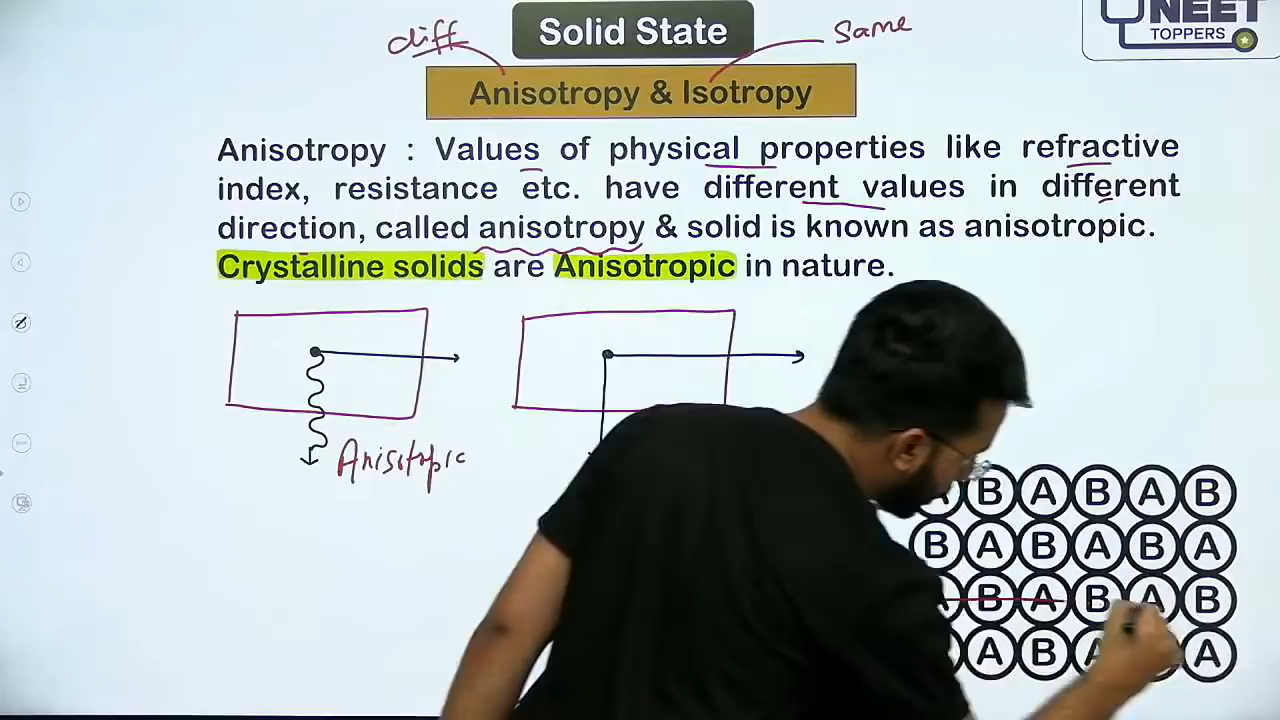 Solid State
NEET
TOPPERS
diff
Same
Anisotropy & Isotropy
Anisotropy : Values of physical properties like refractive
index, resistance etc. have different values in different
direction, called anisotropy & solid is known as anisotropic.
Crystalline solids are Anisotropic in nature.
Anisotropic
A B A B A B
B A B A B A
A B A B A B
A B A A